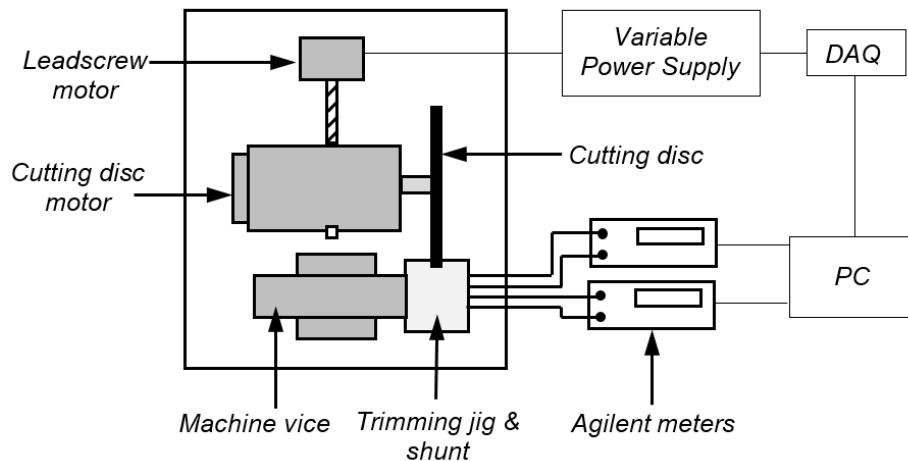 Leadscrew
motor
Variable
Power Supply
DAQ
Cutting disc
motor
Cutting disc
PC
Machine vice
Trimming jig &
shunt
Agilent meters